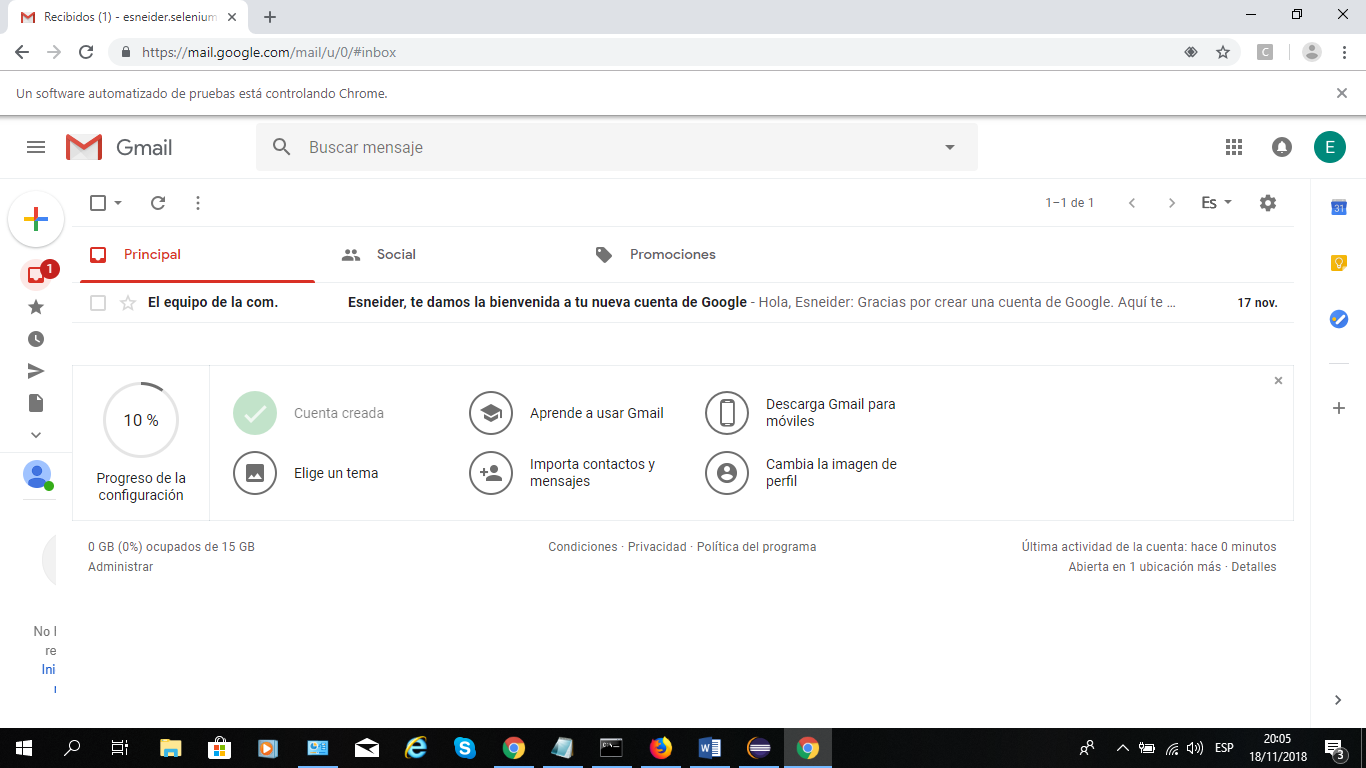 Recibidos (1) - esneider.selenium
https://mail.google.com/mail/u/0/#inbox
C
Un software automatizado de pruebas está controlando Chrome.
Gmail
Buscar mensaje
E
1–1 de 1
Es
31
Principal
Social
Promociones
1
El equipo de la com.
Esneider, te damos la bienvenida a tu nueva cuenta de Google - Hola, Esneider: Gracias por crear una cuenta de Google. Aquí te …
17 nov.
10 %
Progreso de la
configuración
Cuenta creada
Aprende a usar Gmail
Descarga Gmail para
móviles
Elige un tema
Importa contactos y
mensajes
Cambia la imagen de
perfil
0 GB (0%) ocupados de 15 GB
Administrar
Condiciones · Privacidad · Política del programa
Última actividad de la cuenta: hace 0 minutos
Abierta en 1 ubicación más · Detalles
No
re
Ini
ESP
20:05
18/11/2018
3